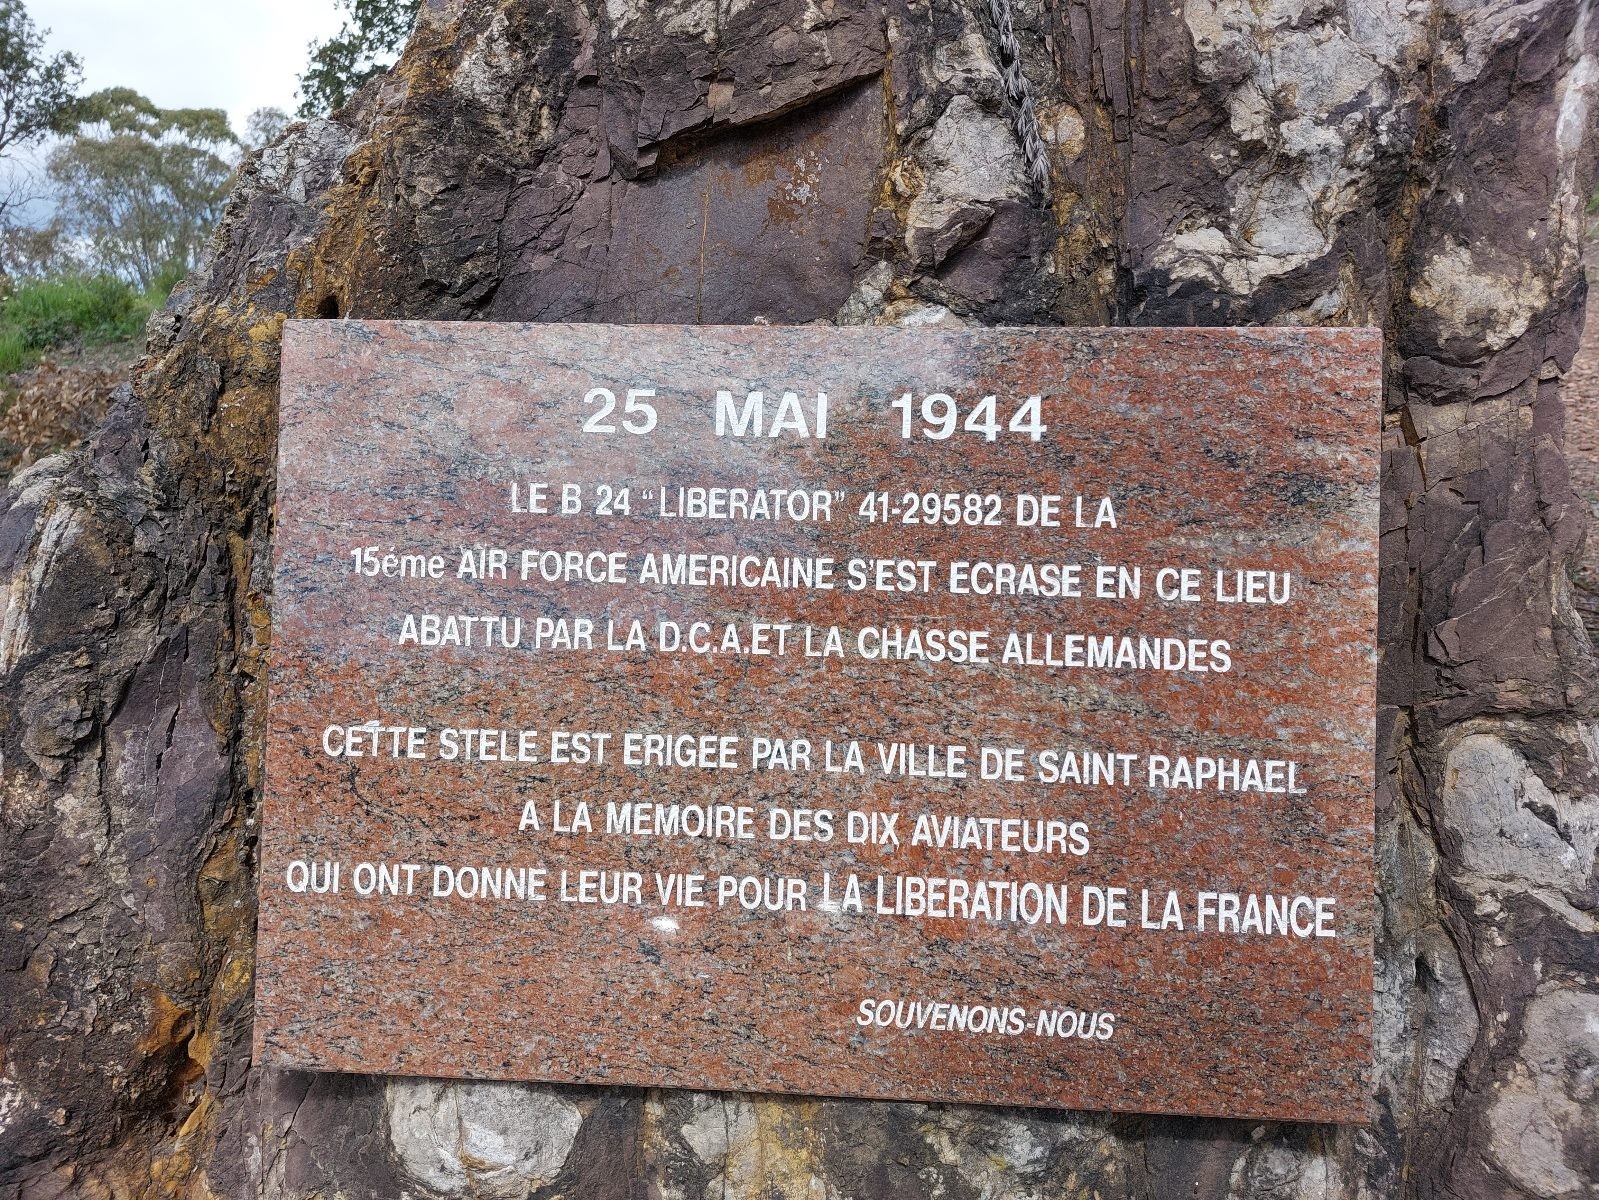 25 MAI 1944
LE B 24 "LIBERATOR" 41-29582 DE LA
15éme AIR FORCE AMERICAINE S'EST ECRASE EN CE LIEU
ABATTU PAR LA D.C.A.ET LA CHASSE ALLEMANDES
CETTE STELE EST ERIGEE PAR LA VILLE DE SAINT RAPHAEL
A LA MEMOIRE DES DIX AVIATEURS
QUI ONT DONNE LEUR VIE POUR LA LIBERATION DE LA FRANCE
SOUVENONS-NOUS